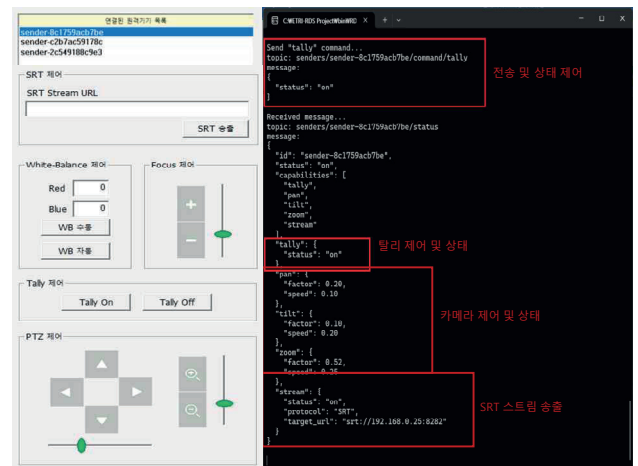 연결된 원격기기 목록
sender-8c1759acb7be
sender-c2b7ac59178c
sender-2c549188c9e3
SRT 제어
SRT Stream URL
SRT 송출
White-Balance 제어
Red 0
Blue 0
WB 수동
WB 자동
Focus 제어
Tally 제어
Tally On Tally Off
PTZ 제어
Send "tally" command...
topic: senders/sender-8c1759acb7be/command/tally
message:
{
"status": "on"
}
전송 및 상태 제어
Received message...
topic: senders/sender-8c1759acb7be/status
message:
{
"id": "sender-8c1759acb7be",
"status": "on",
"capabilities": [
"tally",
"pan",
"tilt",
"zoom",
"stream"
],
"tally": {
"status": "on"
},
탈리 제어 및 상태
"pan": {
"factor": 0.20,
"speed": 0.10
},
"tilt": {
"factor": 0.10,
"speed": 0.20
},
"zoom": {
"factor": 0.52,
"speed": 0.25
},
카메라 제어 및 상태
"stream": {
"status": "on",
"protocol": "SRT",
"target_url": "srt://192.168.0.25:8282"
}
}
SRT 스트림 송출